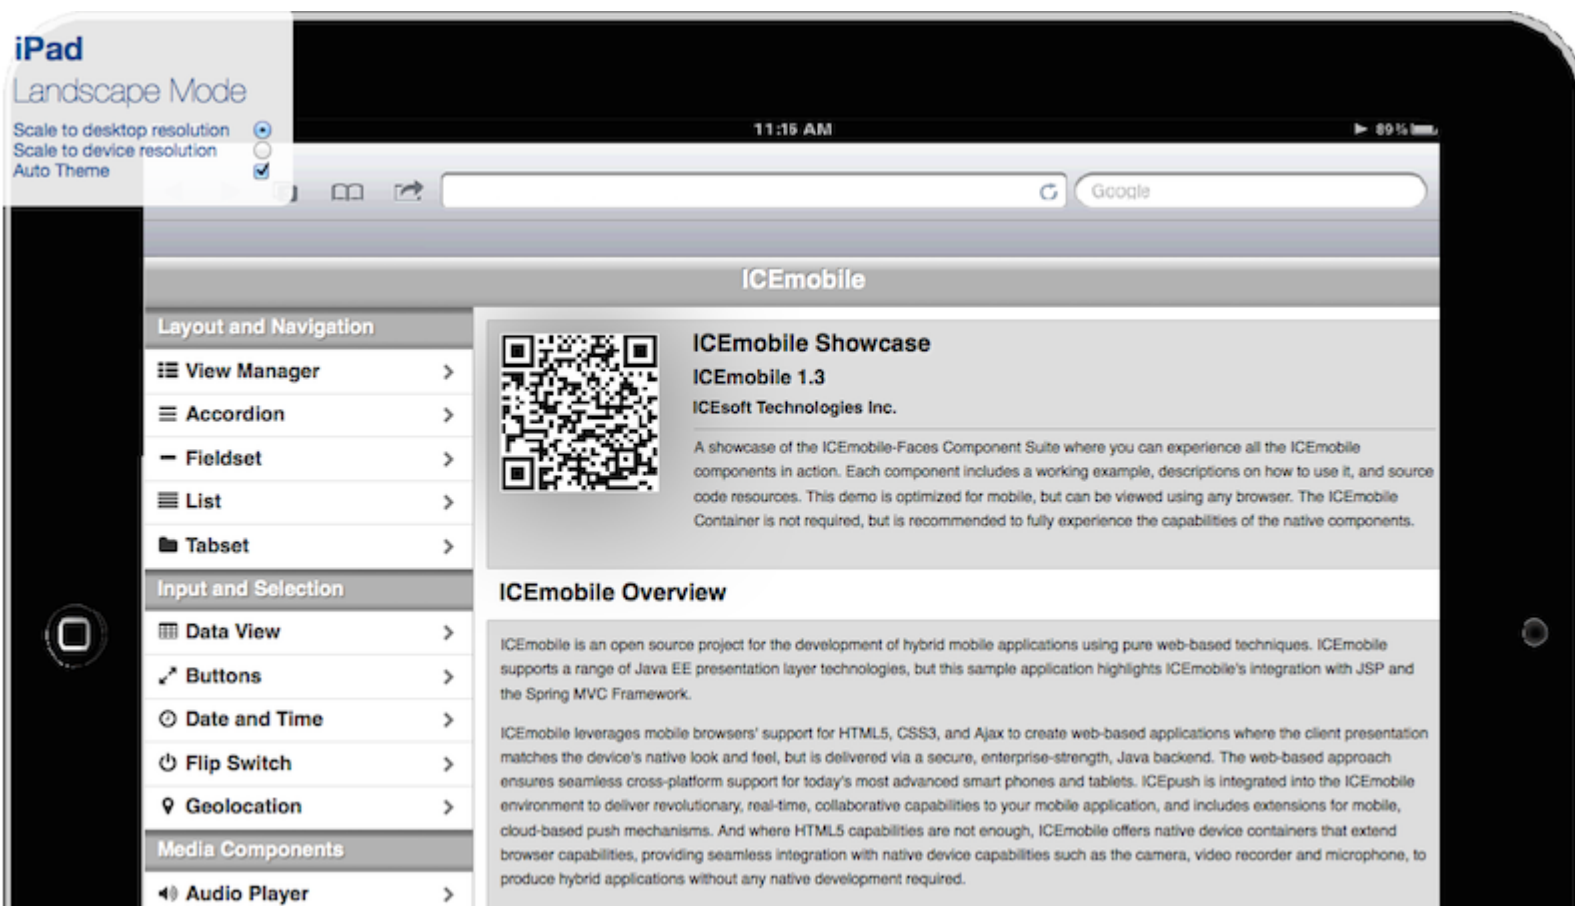 iPad
Landscape Mode
Scale to desktop resolution
Scale to device resolution
Auto Theme
11:15 AM
89%
Google
ICEmobile
Layout and Navigation
View Manager
Accordion
Fieldset
List
Tabset
Input and Selection
Data View
Buttons
Date and Time
Flip Switch
Geolocation
Media Components
Audio Player
ICEmobile Showcase
ICEmobile 1.3
ICEsoft Technologies Inc.
A showcase of the ICEmobile-Faces Component Suite where you can experience all the ICEmobile
components in action. Each component includes a working example, descriptions on how to use it, and source
code resources. This demo is optimized for mobile, but can be viewed using any browser. The ICEmobile
Container is not required, but is recommended to fully experience the capabilities of the native components.
ICEmobile Overview
ICEmobile is an open source project for the development of hybrid mobile applications using pure web-based techniques. ICEmobile
supports a range of Java EE presentation layer technologies, but this sample application highlights ICEmobile's integration with JSP and
the Spring MVC Framework.
ICEmobile leverages mobile browsers' support for HTML5, CSS3, and Ajax to create web-based applications where the client presentation
matches the device's native look and feel, but is delivered via a secure, enterprise-strength, Java backend. The web-based approach
ensures seamless cross-platform support for today's most advanced smart phones and tablets. ICEpush is integrated into the ICEmobile
environment to deliver revolutionary, real-time, collaborative capabilities to your mobile application, and includes extensions for mobile,
cloud-based push mechanisms. And where HTML5 capabilities are not enough, ICEmobile offers native device containers that extend
browser capabilities, providing seamless integration with native device capabilities such as the camera, video recorder and microphone, to
produce hybrid applications without any native development required.